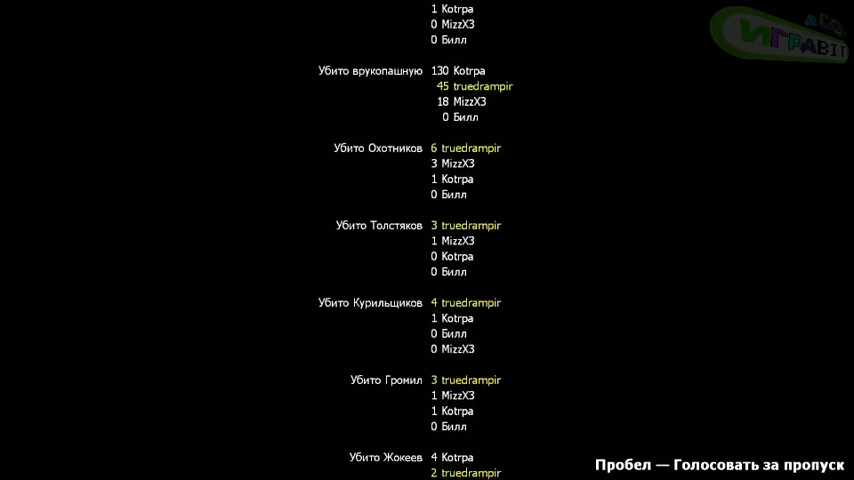 1 Kotrpa
0 MizzX3
0 Билл
Убито врукопашную 130 Kotrpa
45 truedrampir
18 MizzX3
0 Билл
Убито Охотников 6 truedrampir
3 MizzX3
1 Kotrpa
0 Билл
Убито Толстяков 3 truedrampir
1 MizzX3
0 Kotrpa
0 Билл
Убито Курильщиков 4 truedrampir
1 Kotrpa
0 Билл
0 MizzX3
Убито Громил 3 truedrampir
1 MizzX3
1 Kotrpa
0 Билл
Убито Жокеев 4 Kotrpa
2 truedrampir
Пробел — Голосовать за пропуск